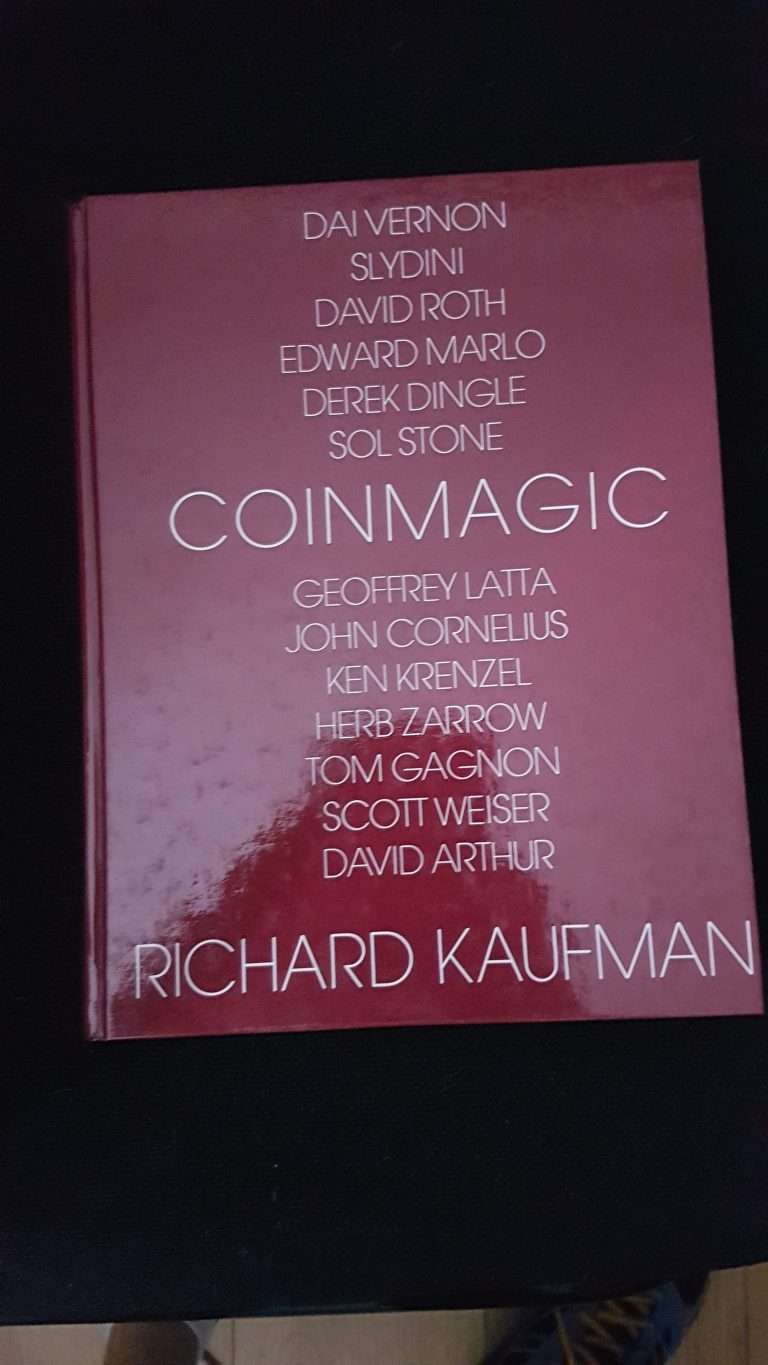 DAI VERNON
SLYDINI
DAVID ROTH
EDWARD MARLO
DEREK DINGLE
SOL STONE
COINMAGIC
GEOFFREY LATTA
JOHN CORNELIUS
KEN KRENZEL
HERB ZARROW
TOM GAGNON
SCOTT WEISER
DAVID ARTHUR
RICHARD KAUFMAN